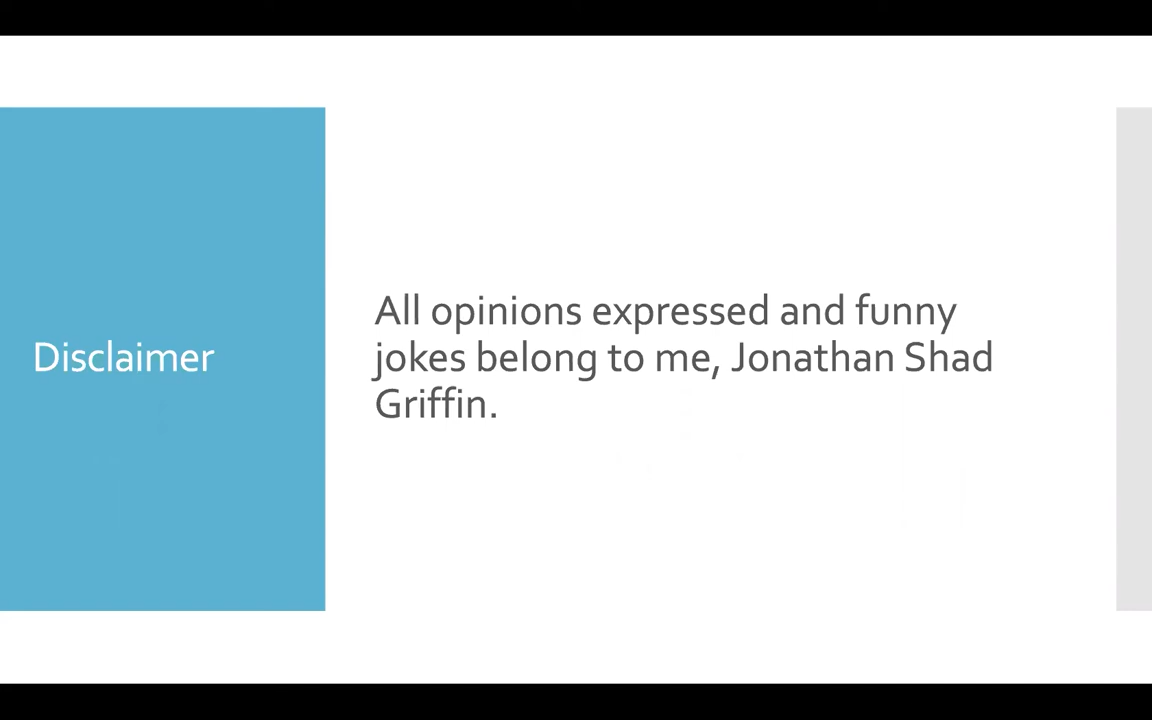 Disclaimer
All opinions expressed and funny
jokes belong to me, Jonathan Shad
Griffin.